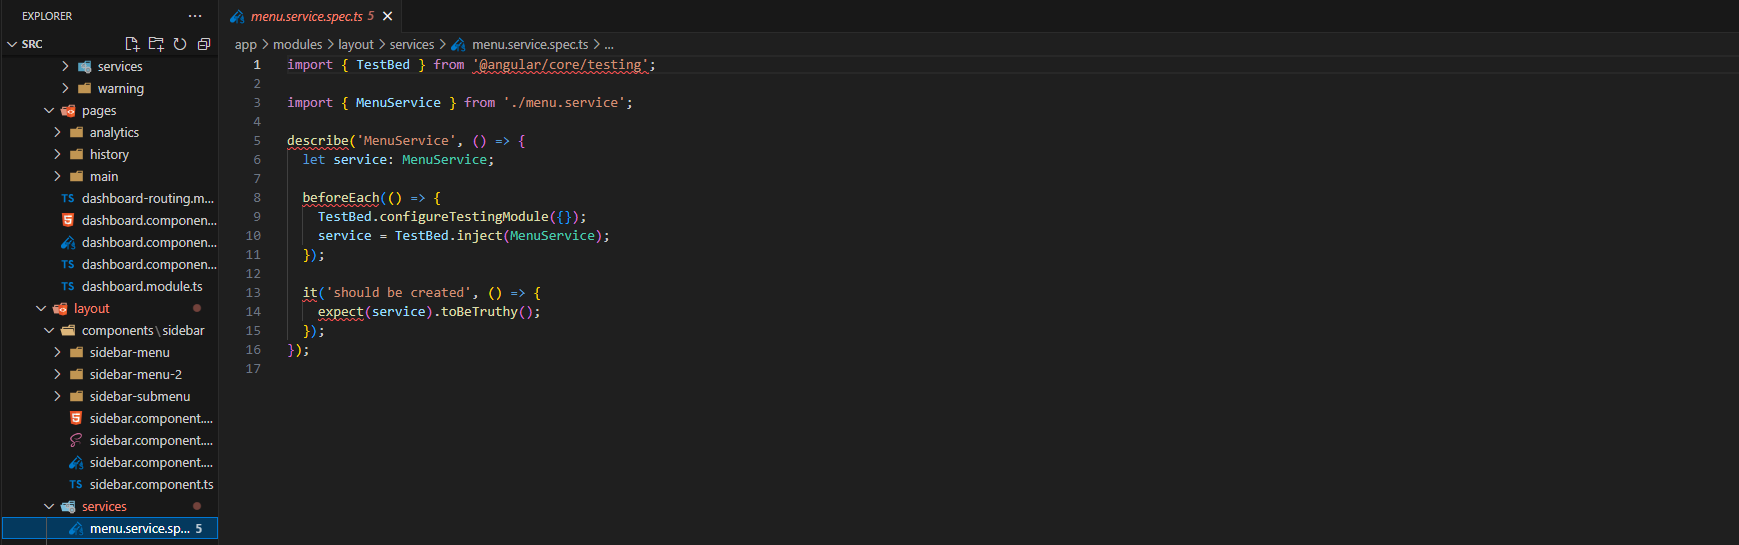 EXPLORER
...
SRC
services
warning
pages
analytics
history
main
TS dashboard-routing.m...
dashboard.componen...
dashboard.componen...
TS dashboard.componen...
TS dashboard.module.ts
layout
components\sidebar
sidebar-menu
sidebar-menu-2
sidebar-submenu
sidebar.component....
sidebar.component....
sidebar.component....
TS sidebar.component.ts
services
menu.service.sp... 5
menu.service.spec.ts 5
app > modules > layout > services > menu.service.spec.ts > ...
1 import { TestBed } from '@angular/core/testing';
2
3 import { MenuService } from './menu.service';
4
5 describe('MenuService', () => {
6 let service: MenuService;
7
8 beforeEach(() => {
9 TestBed.configureTestingModule({});
10 service = TestBed.inject(MenuService);
11 });
12
13 it('should be created', () => {
14 expect(service).toBeTruthy();
15 });
16 });
17